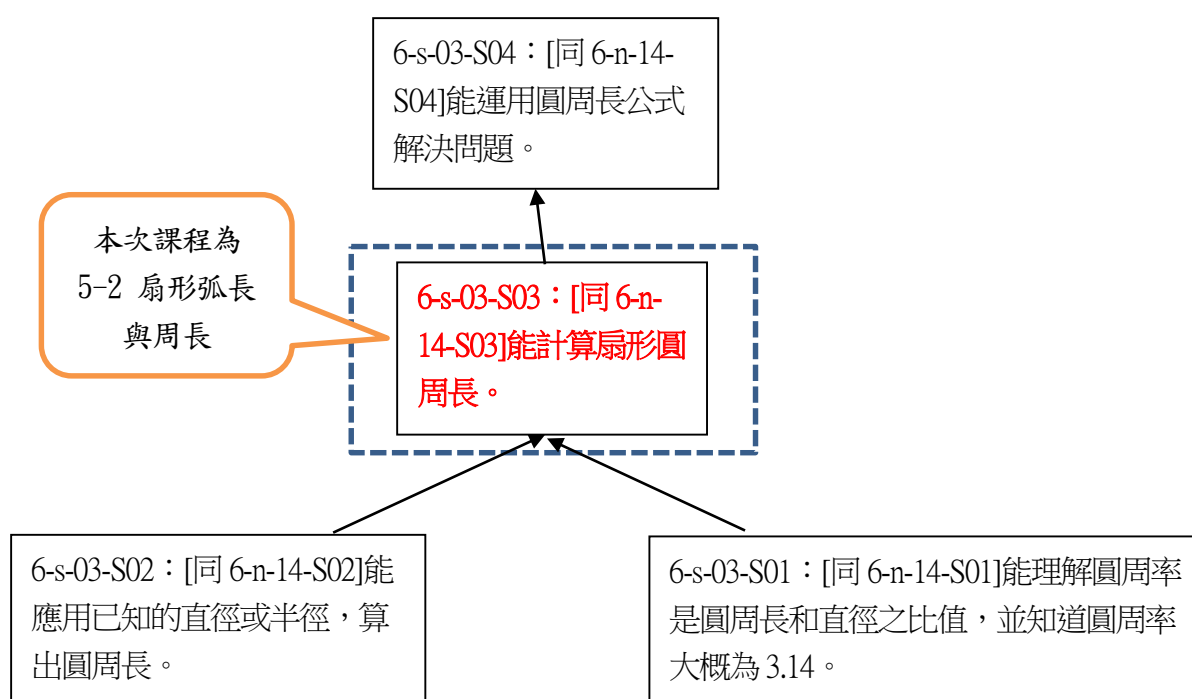 6-s-03-S04：[同 6-n-14-
S04]能運用圓周長公式
解決問題。
本次課程為
5-2 扇形弧長
與周長
6-s-03-S03：[同 6-n-
14-S03]能計算扇形圓
周長。
6-s-03-S02：[同 6-n-14-S02]能
應用已知的直徑或半徑，算
出圓周長。
6-s-03-S01：[同 6-n-14-S01]能理解圓周率
是圓周長和直徑之比值，並知道圓周率
大概為 3.14。